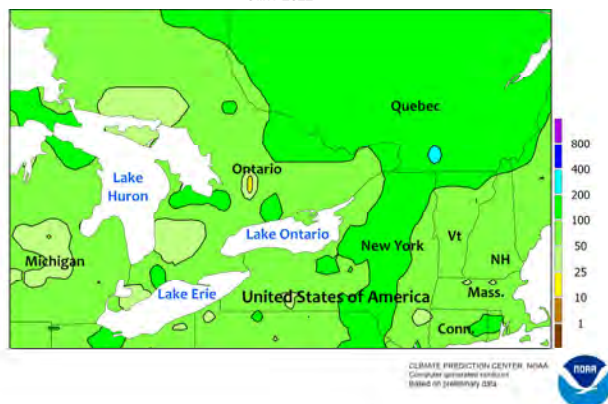 Quebec
Ontario
Lake
Huron
Lake Ontario
Michigan
New York
Vt
NH
Lake Erie
United States of America
Mass.
Conn.
800
400
200
100
50
25
10
1
CLIMATE PREDICTION CENTER, NOAA
Computer generated contours
Based on preliminary data
NOAA